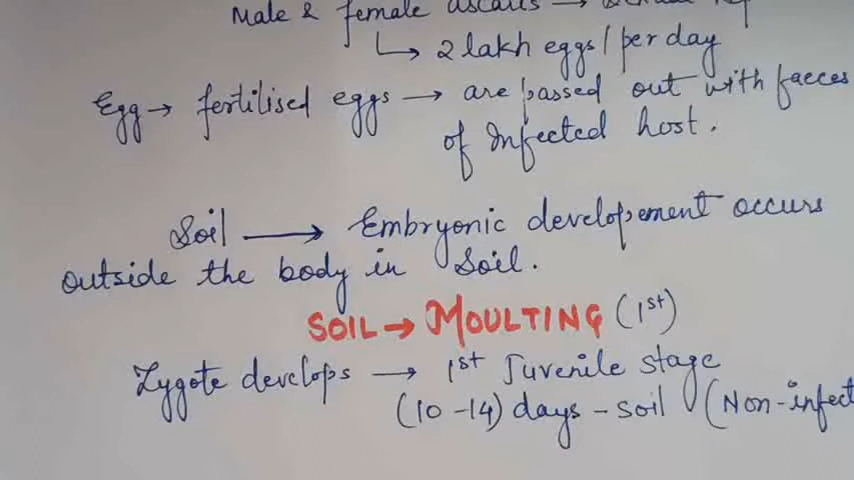 Male & female Ascaris →
↳ 2 lakh eggs/per day
Egg → fertilised eggs → are passed out with faeces
of Infected host.
Soil → Embryonic developement occurs
outside the body in Soil.
SOIL → MOULTING (1st)
Zygote develops → 1st Juvenile stage
(10-14) days - soil (Non-infect